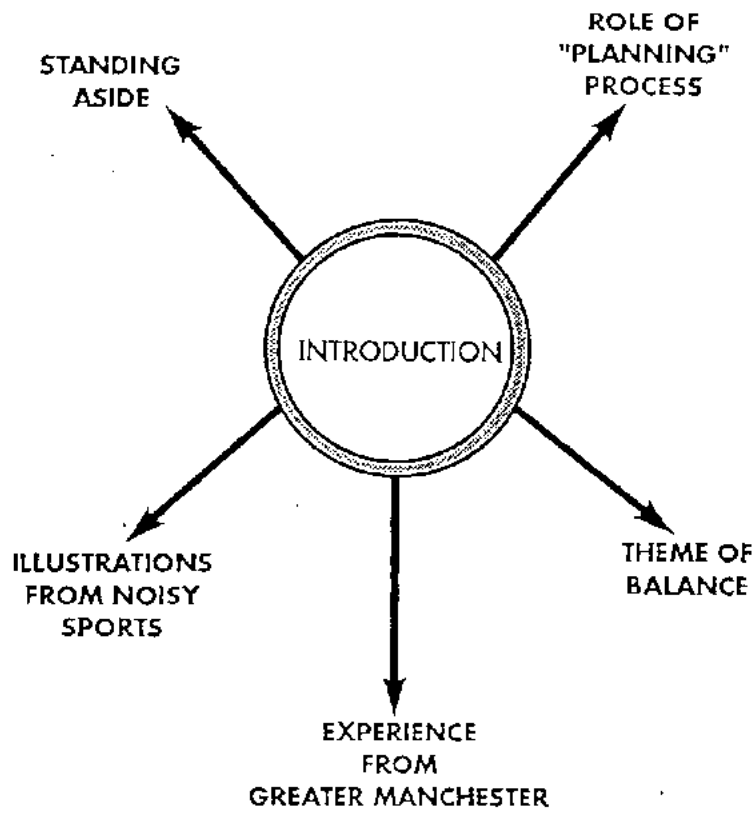 STANDING
ASIDE
ROLE OF
"PLANNING"
PROCESS
INTRODUCTION
ILLUSTRATIONS
FROM NOISY
SPORTS
THEME OF
BALANCE
EXPERIENCE
FROM
GREATER MANCHESTER